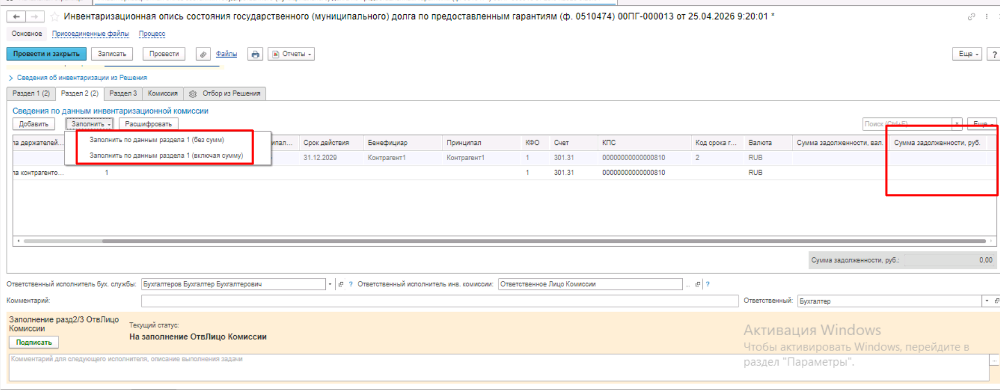 Инвентаризационная опись состояния государственного (муниципального) долга по предоставленным гарантиям (ф. 0510474) 00ПГ-000013 от 25.04.2026 9:20:01 *
Основное Присоединенные файлы Процесс
Провести и закрыть Записать Провести Файлы Отчеты Еще ?
Сведения об инвентаризации из Решения
Раздел 1 (2) Раздел 2 (2) Раздел 3 Комиссия Отбор из Решения
Сведения по данным инвентаризационной комиссии
Добавить Заполнить Расшифровать Поиск (Ctrl+F) × Еще
Заполнить по данным раздела 1 (без сумм)
Заполнить по данным раздела 1 (включая сумму)
па держателей... ипал... Срок действия Бенефициар Принципал КФО Счет КПС Код срока г... Валюта Сумма задолженности, вал. Сумма задолженности, руб.
31.12.2029 Контрагент1 Контрагент1 1 301.31 00000000000000810 2 RUB
па контрагенто... 1 1 301.31 00000000000000810 RUB
Сумма задолженности, руб.: 0,00
Ответственный исполнитель бух. службы: Бухгалтеров Бухгалтер Бухгалтерович ? Ответственный исполнитель инв. комиссии: Ответственное Лицо Комиссии ... ?
Комментарий: Ответственный: Бухгалтер
Заполнение разд2/3 ОтвЛицо
Комиссии
Текущий статус:
На заполнение ОтвЛицо Комиссии
Подписать
Комментарий для следующего исполнителя, описание выполнения задачи
...
Активация Windows
Чтобы активировать Windows, перейдите в
раздел "Параметры".